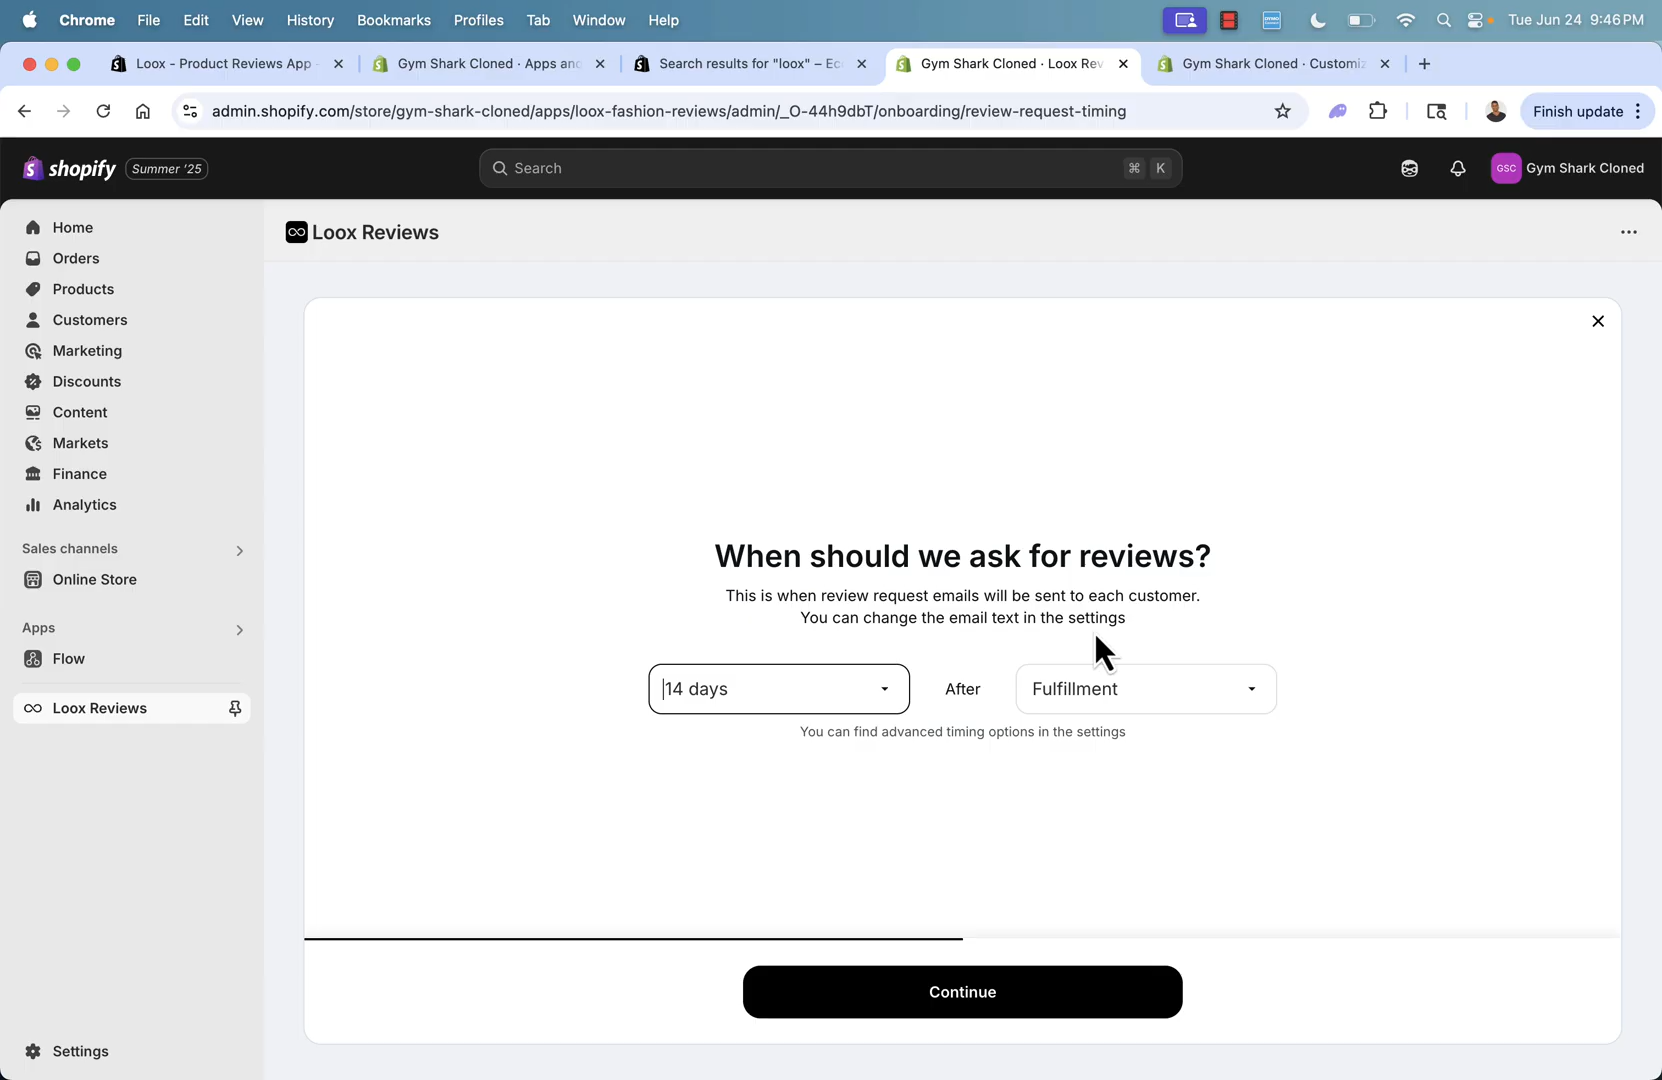 Chrome File Edit View History Bookmarks Profiles Tab Window Help Tue Jun 24 9:46 PM
Loox - Product Reviews App
Gym Shark Cloned · Apps and
Search results for "loox" – Ec
Gym Shark Cloned · Loox Rev
Gym Shark Cloned · Customiz
admin.shopify.com/store/gym-shark-cloned/apps/loox-fashion-reviews/admin/_O-44h9dbT/onboarding/review-request-timing
Finish update
shopify Summer '25
Search ⌘ K
GSC Gym Shark Cloned
Home
Orders
Products
Customers
Marketing
Discounts
Content
Markets
Finance
Analytics
Sales channels
Online Store
Apps
Flow
Loox Reviews
Settings
Loox Reviews
When should we ask for reviews?
This is when review request emails will be sent to each customer.
You can change the email text in the settings
14 days After Fulfillment
You can find advanced timing options in the settings
Continue